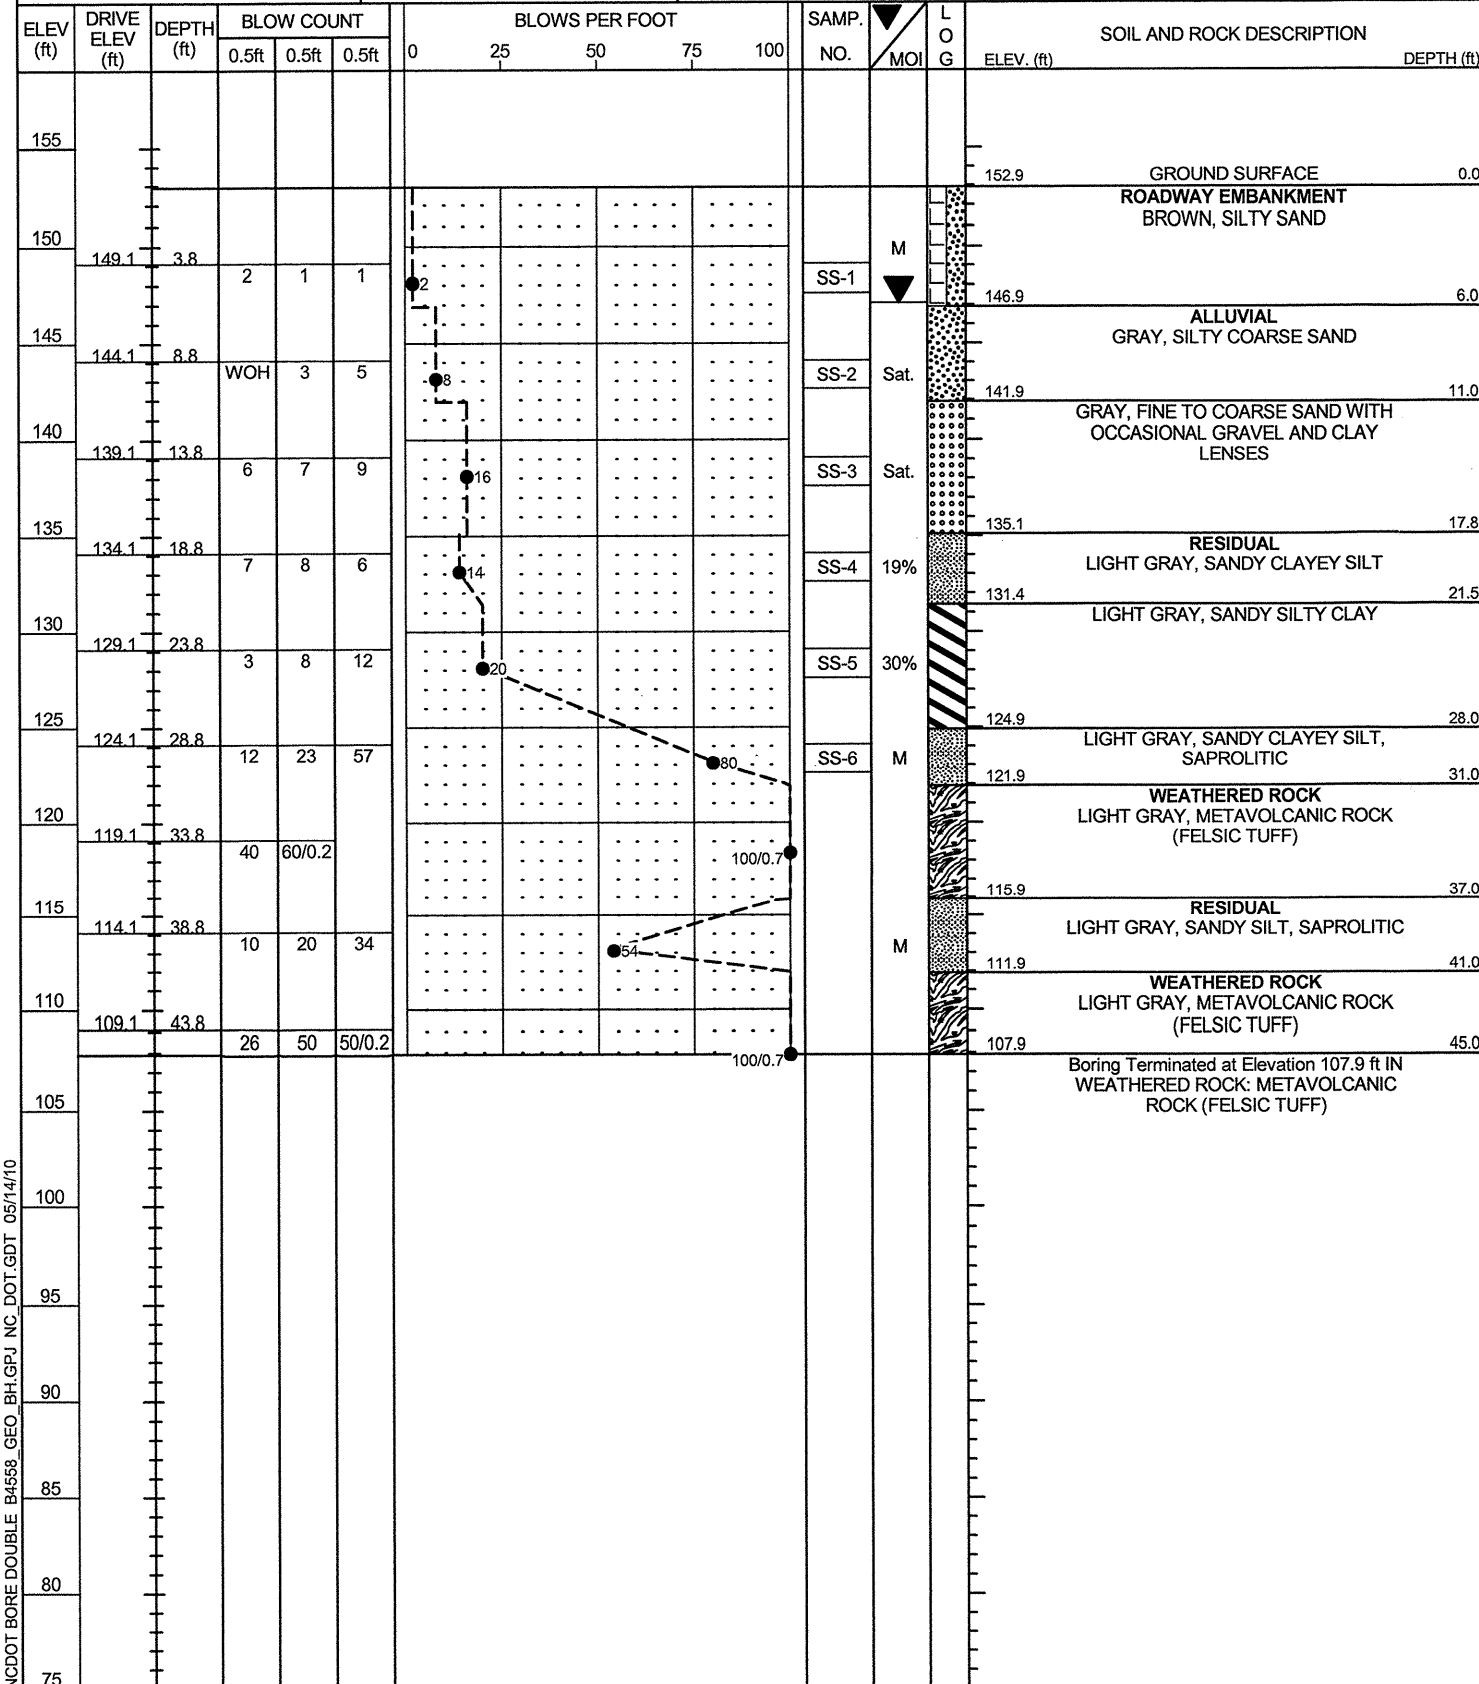 ELEV (ft) DRIVE ELEV (ft) DEPTH (ft) BLOW COUNT BLOWS PER FOOT SAMP. NO. MOI LOG SOIL AND ROCK DESCRIPTION
0.5ft 0.5ft 0.5ft 0 25 50 75 100 ELEV. (ft) DEPTH (ft)
155
152.9 GROUND SURFACE 0.0
ROADWAY EMBANKMENT
BROWN, SILTY SAND
150 M
149.1 3.8
2 1 1 2 SS-1
146.9 6.0
ALLUVIAL
145 GRAY, SILTY COARSE SAND
144.1 8.8
WOH 3 5 8 SS-2 Sat.
141.9 11.0
GRAY, FINE TO COARSE SAND WITH
140 OCCASIONAL GRAVEL AND CLAY
139.1 13.8 LENSES
6 7 9 16 SS-3 Sat.
135 135.1 17.8
RESIDUAL
134.1 18.8
7 8 6 14 SS-4 19% LIGHT GRAY, SANDY CLAYEY SILT
131.4 21.5
LIGHT GRAY, SANDY SILTY CLAY
130
129.1 23.8
3 8 12 20 SS-5 30%
125 124.9 28.0
124.1 28.8 LIGHT GRAY, SANDY CLAYEY SILT,
12 23 57 80 SS-6 M SAPROLITIC
121.9 31.0
WEATHERED ROCK
120 LIGHT GRAY, METAVOLCANIC ROCK
119.1 33.8 (FELSIC TUFF)
40 60/0.2 100/0.7
115.9 37.0
115 RESIDUAL
114.1 38.8 LIGHT GRAY, SANDY SILT, SAPROLITIC
10 20 34 54 M
111.9 41.0
WEATHERED ROCK
110 LIGHT GRAY, METAVOLCANIC ROCK
109.1 43.8 (FELSIC TUFF)
26 50 50/0.2 107.9 45.0
100/0.7
Boring Terminated at Elevation 107.9 ft IN
WEATHERED ROCK: METAVOLCANIC
105 ROCK (FELSIC TUFF)
100
95
90
85
80
75
NCDOT BORE DOUBLE B4558_GEO_BH.GPJ NC_DOT.GDT 05/14/10